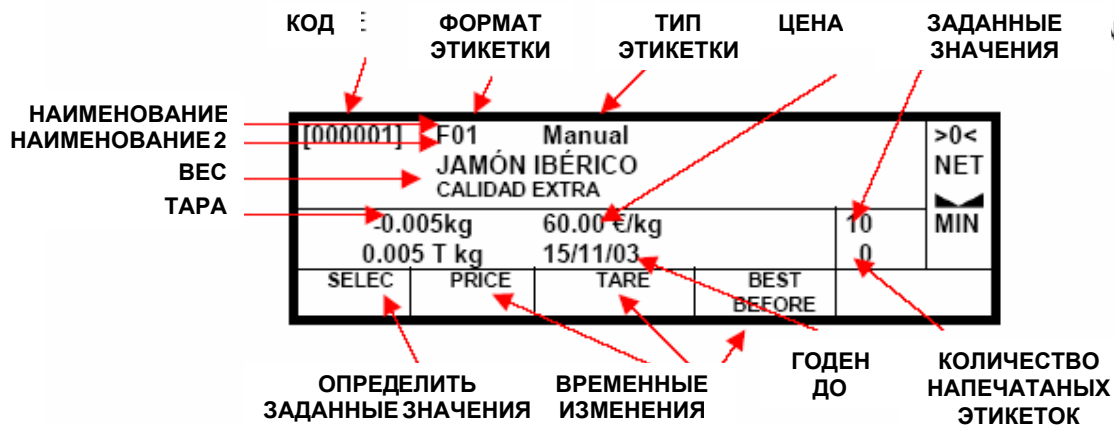 КОД
ФОРМАТ
ЭТИКЕТКИ
ТИП
ЭТИКЕТКИ
ЦЕНА
ЗАДАННЫЕ
ЗНАЧЕНИЯ
НАИМЕНОВАНИЕ
НАИМЕНОВАНИЕ 2
ВЕС
ТАРА
[000001] F01 Manual
JAMÓN IBÉRICO
CALIDAD EXTRA
-0.005kg 60.00 €/kg 10
0.005 T kg 15/11/03 0
>0<
NET
MIN
SELEC PRICE TARE BEST
BEFORE
ОПРЕДЕЛИТЬ
ЗАДАННЫЕ ЗНАЧЕНИЯ
ВРЕМЕННЫЕ
ИЗМЕНЕНИЯ
ГОДЕН
ДО
КОЛИЧЕСТВО
НАПЕЧАТАНЫХ
ЭТИКЕТОК